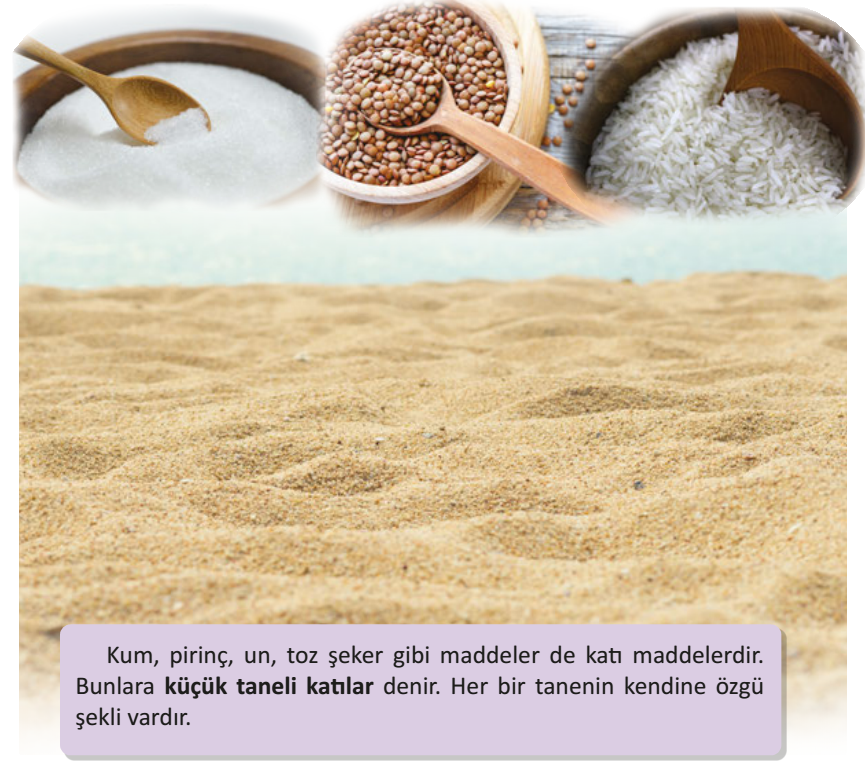 Kum, pirinç, un, toz şeker gibi maddeler de katı maddelerdir.
Bunlara küçük taneli katılar denir. Her bir tanenin kendine özgü
şekli vardır.